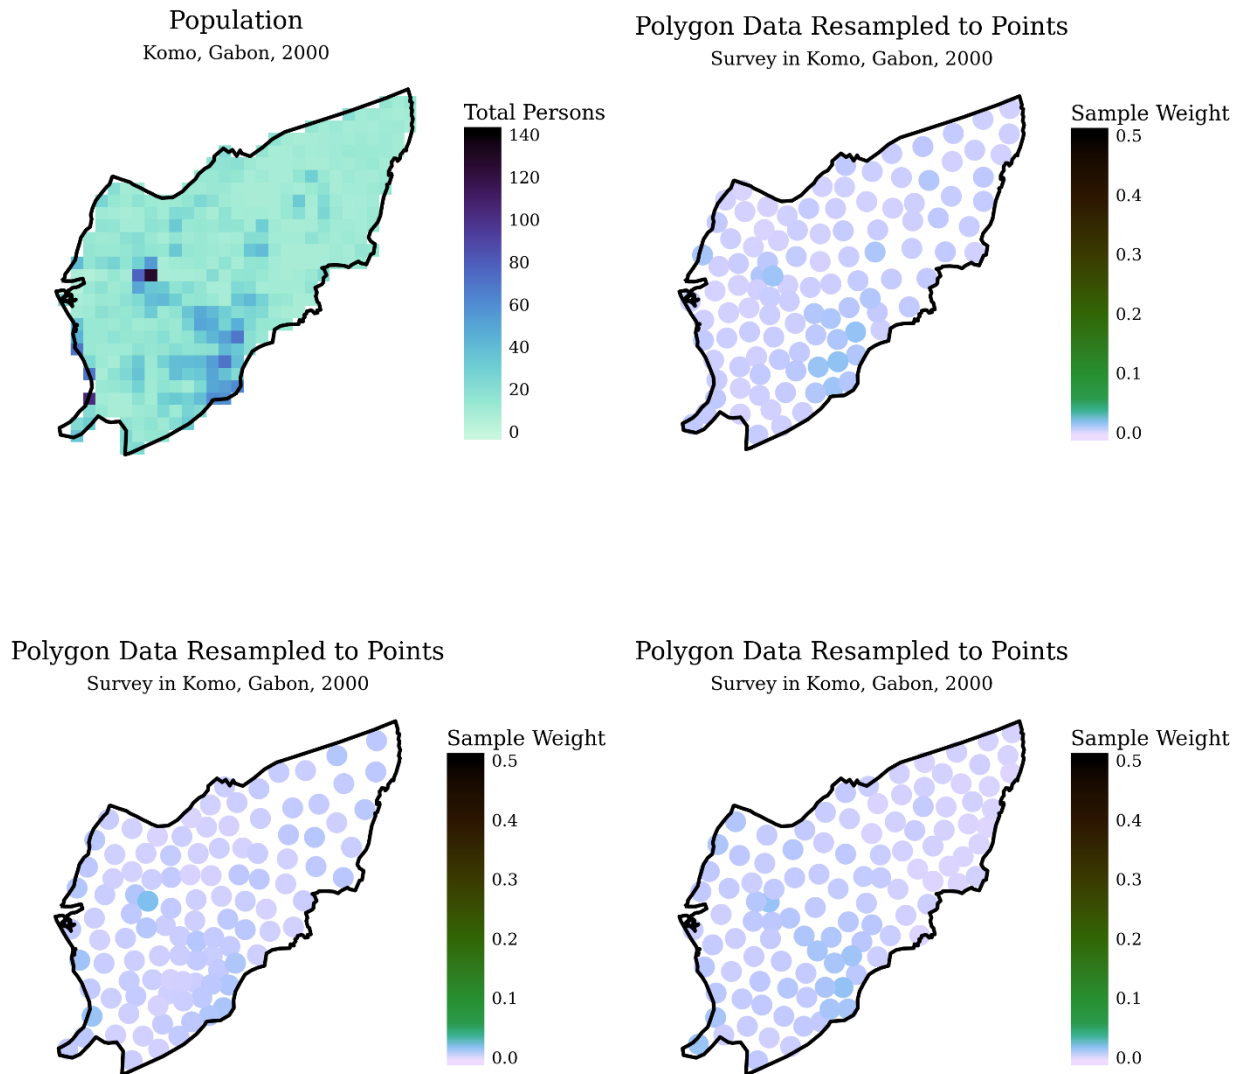 Population
Komo, Gabon, 2000
Total Persons
140
120
100
80
60
40
20
0
Polygon Data Resampled to Points
Survey in Komo, Gabon, 2000
Sample Weight
0.5
0.4
0.3
0.2
0.1
0.0
Polygon Data Resampled to Points
Survey in Komo, Gabon, 2000
Sample Weight
0.5
0.4
0.3
0.2
0.1
0.0
Polygon Data Resampled to Points
Survey in Komo, Gabon, 2000
Sample Weight
0.5
0.4
0.3
0.2
0.1
0.0